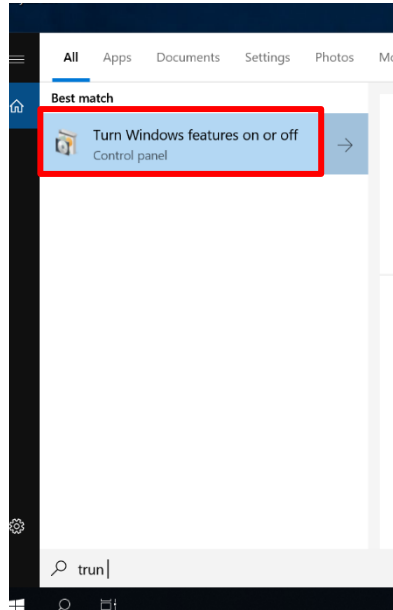 All Apps Documents Settings Photos
Best match
Turn Windows features on or off
Control panel
trun